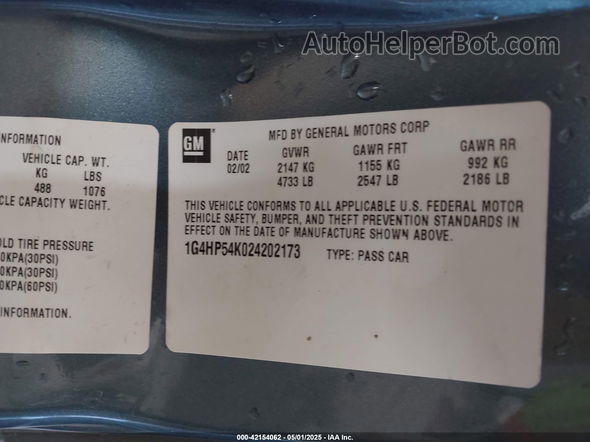 AutoHelperBot.com
INFORMATION
VEHICLE CAP. WT.
KG LBS
488 1076
CLE CAPACITY WEIGHT.
OLD TIRE PRESSURE
0KPA(30PSI)
0KPA(30PSI)
0KPA(60PSI)
INFORMATION.
GM
MFD BY GENERAL MOTORS CORP
DATE GVWR GAWR FRT GAWR RR
02/02 2147 KG 1155 KG 992 KG
4733 LB 2547 LB 2186 LB
THIS VEHICLE CONFORMS TO ALL APPLICABLE U.S. FEDERAL MOTOR
VEHICLE SAFETY, BUMPER, AND THEFT PREVENTION STANDARDS IN
EFFECT ON THE DATE OF MANUFACTURE SHOWN ABOVE.
1G4HP54K024202173 TYPE: PASS CAR
000-42154062 - 05/01/2025 - IAA Inc.